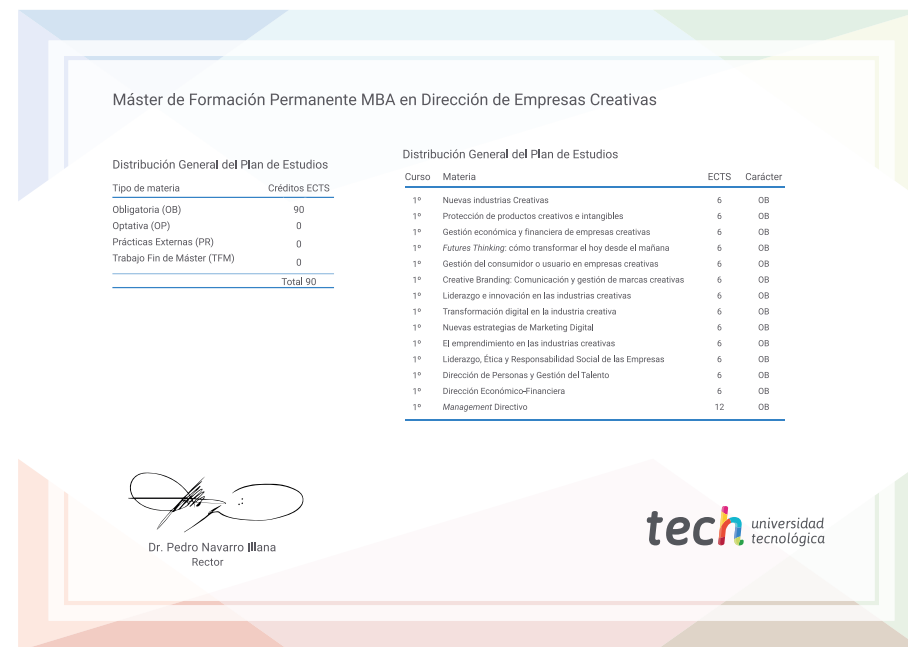 Máster de Formación Permanente MBA en Dirección de Empresas Creativas
Distribución General del Plan de Estudios
Tipo de materia Créditos ECTS
Obligatoria (OB) 90
Optativa (OP) 0
Prácticas Externas (PR) 0
Trabajo Fin de Máster (TFM) 0
Total 90
Distribución General del Plan de Estudios
Curso Materia ECTS Carácter
1º Nuevas industrias Creativas 6 OB
1º Protección de productos creativos e intangibles 6 OB
1º Gestión económica y financiera de empresas creativas 6 OB
1º Futures Thinking: cómo transformar el hoy desde el mañana 6 OB
1º Gestión del consumidor o usuario en empresas creativas 6 OB
1º Creative Branding: Comunicación y gestión de marcas creativas 6 OB
1º Liderazgo e innovación en las industrias creativas 6 OB
1º Transformación digital en la industria creativa 6 OB
1º Nuevas estrategias de Marketing Digital 6 OB
1º El emprendimiento en las industrias creativas 6 OB
1º Liderazgo, Ética y Responsabilidad Social de las Empresas 6 OB
1º Dirección de Personas y Gestión del Talento 6 OB
1º Dirección Económico-Financiera 6 OB
1º Management Directivo 12 OB
Dr. Pedro Navarro Illana
Rector
tech universidad
tecnológica